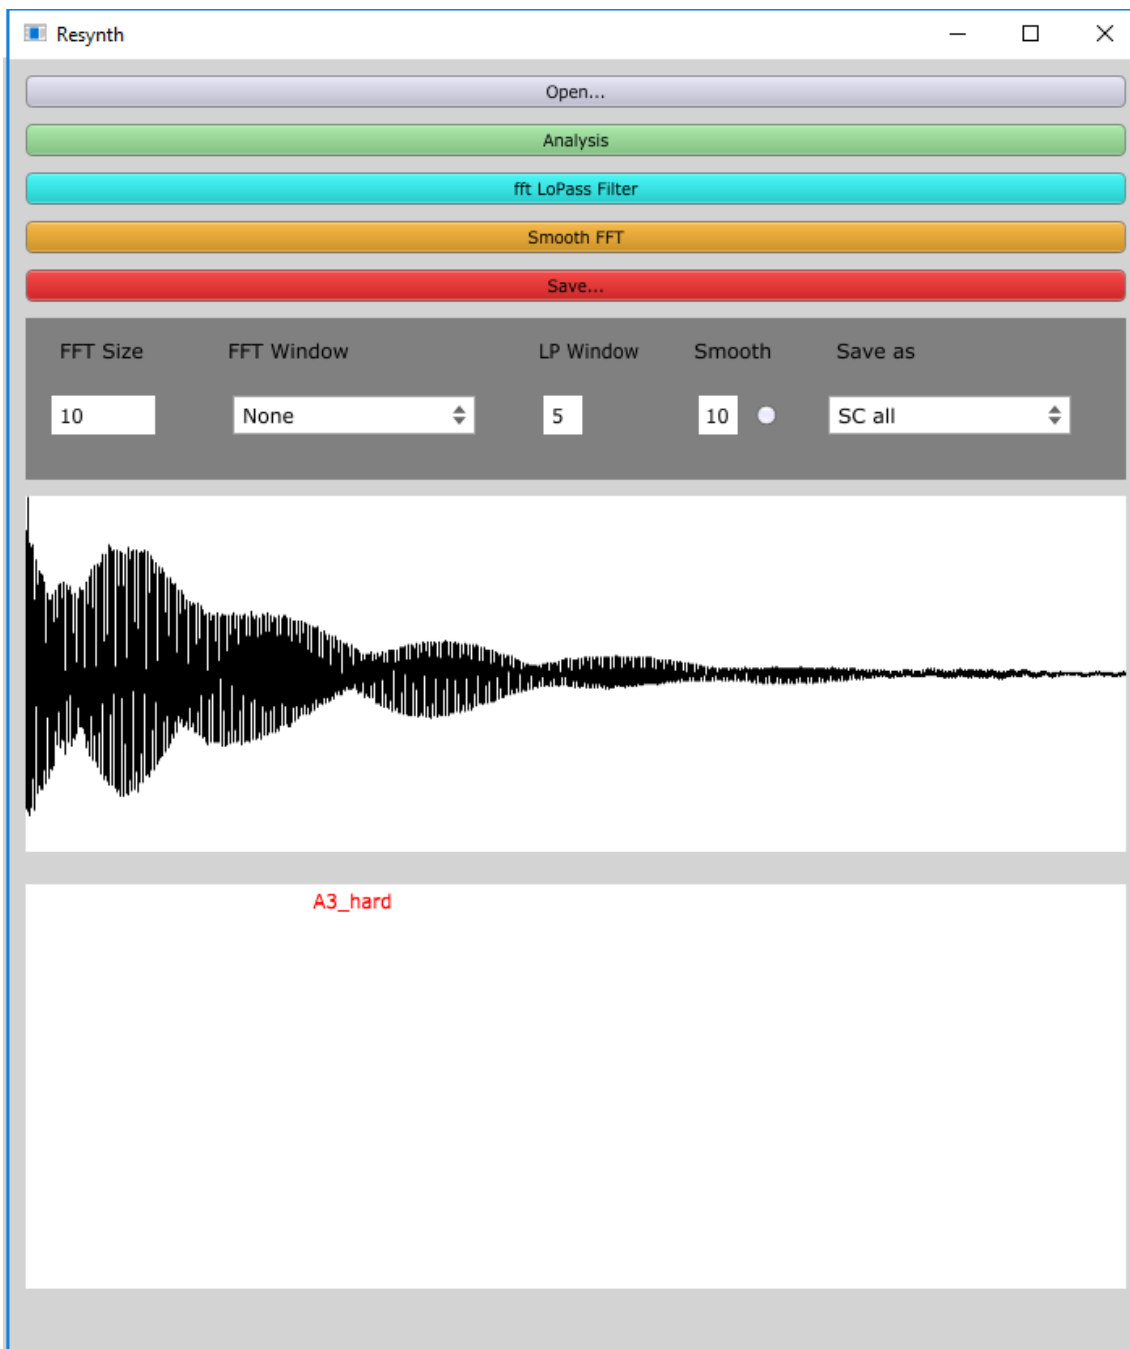 Resynth
Open...
Analysis
fft LoPass Filter
Smooth FFT
Save...
FFT Size FFT Window LP Window Smooth Save as
10 None 5 10 SC all
A3_hard